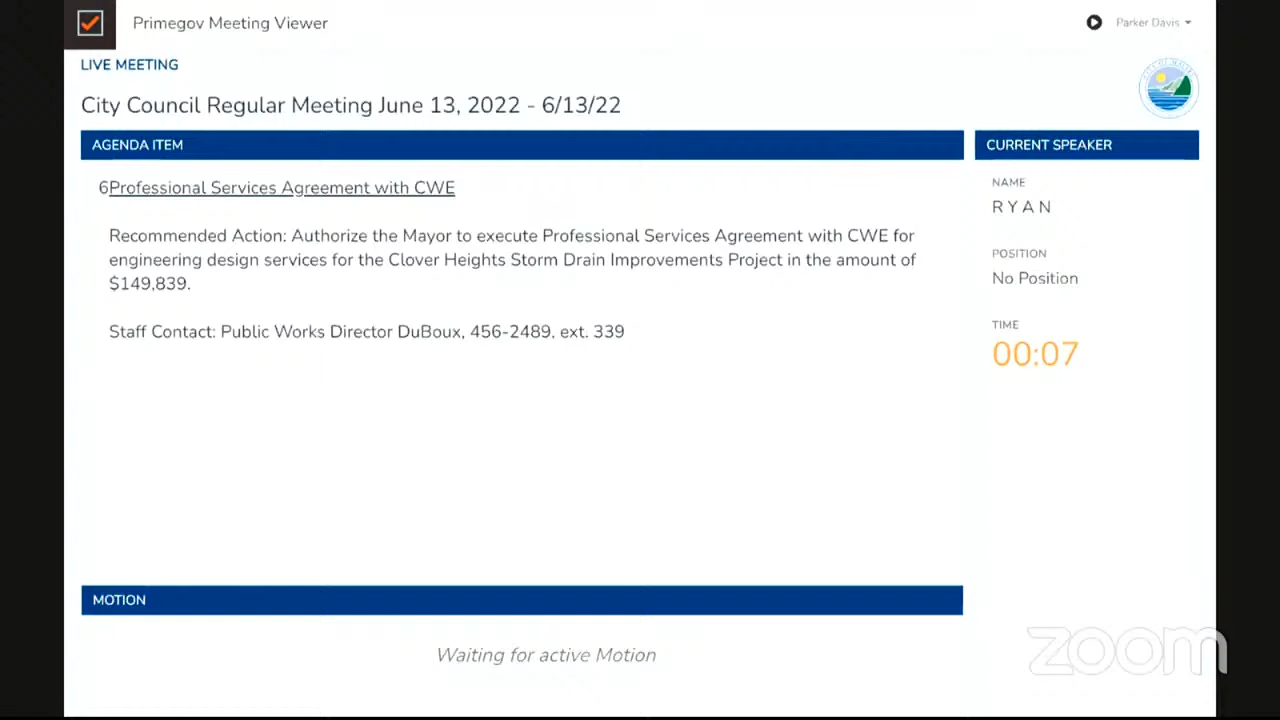 Primegov Meeting Viewer
Parker Davis
LIVE MEETING
City Council Regular Meeting June 13, 2022 - 6/13/22
AGENDA ITEM
CURRENT SPEAKER
6Professional Services Agreement with CWE
Recommended Action: Authorize the Mayor to execute Professional Services Agreement with CWE for
engineering design services for the Clover Heights Storm Drain Improvements Project in the amount of
$149,839.
Staff Contact: Public Works Director DuBoux, 456-2489. ext. 339
NAME
R Y A N
POSITION
No Position
TIME
00:07
MOTION
Waiting for active Motion
zoom